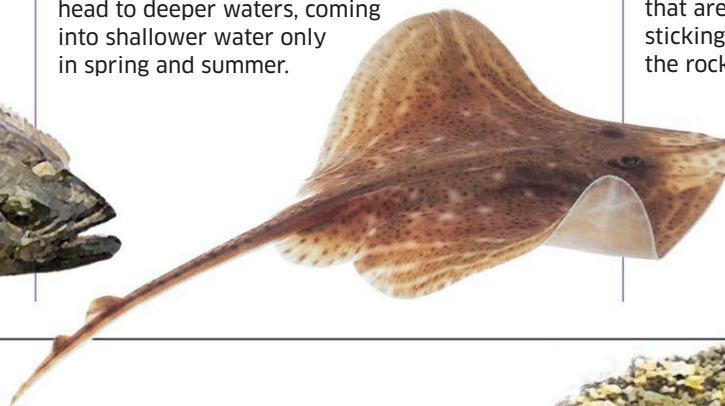 head to deeper waters, coming
into shallower water only
in spring and summer.
that are
sticking
the rock